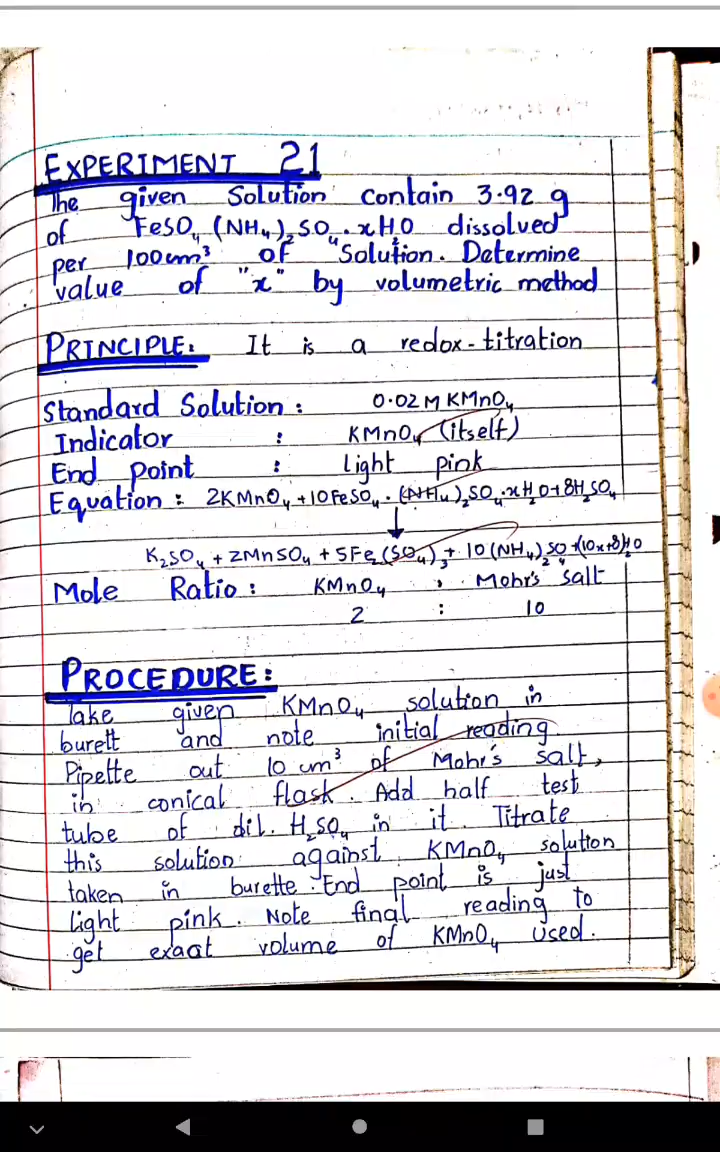 EXPERIMENT 21
The given Solution contain 3.92 g
of FeSO₄(NH₄)₂SO₄.xH₂O dissolved
per 100cm³ of Solution. Determine
value of "x" by volumetric method
PRINCIPLE: It is a redox-titration
Standard Solution : 0.02M KMnO₄
Indicator : KMnO₄ (itself)
End Point : Light pink
Equation : 2KMnO₄+10FeSO₄.(NH₄)₂SO₄.xH₂O+8H₂SO₄
↓
K₂SO₄+2MnSO₄+5Fe₂(SO₄)₃+10(NH₄)₂SO₄+(10x+8)H₂O
Mole Ratio : KMnO₄ : Mohr's salt
2 : 10
PROCEDURE:
Take given KMnO₄ solution in
burett and note initial reading
Pipette out 10 cm³ of Mohr's salt,
in conical flask. Add half test
tube of dil. H₂SO₄ in it. Titrate
this solution against KMnO₄ solution
taken in burette. End point is just
light pink. Note final reading to
get exaat volume of KMnO₄ used.